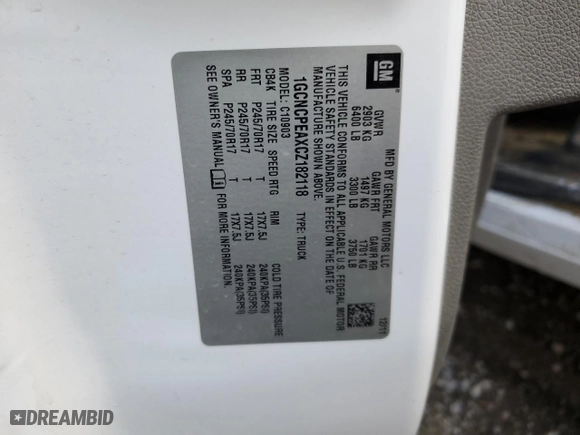 GM
MFD BY GENERAL MOTORS LLC
12/11
GVWR GAWR FRT GAWR RR
2903 KG 1497 KG 1701 KG
6400 LB 3300 LB 3750 LB
THIS VEHICLE CONFORMS TO ALL APPLICABLE U.S. FEDERAL MOTOR
VEHICLE SAFETY STANDARDS IN EFFECT ON THE DATE OF
MANUFACTURE SHOWN ABOVE.
1GCNCPEAXCZ182118 TYPE: TRUCK
MODEL: C10903
CB4K TIRE SIZE SPEED RTG RIM COLD TIRE PRESSURE
FRT P245/70R17 T 17X7.5J 240KPA(35PSI)
RR P245/70R17 T 17X7.5J 240KPA(35PSI)
SPA P245/70R17 T 17X7.5J 240KPA(35PSI)
SEE OWNER'S MANUAL FOR MORE INFORMATION.
DREAMBID